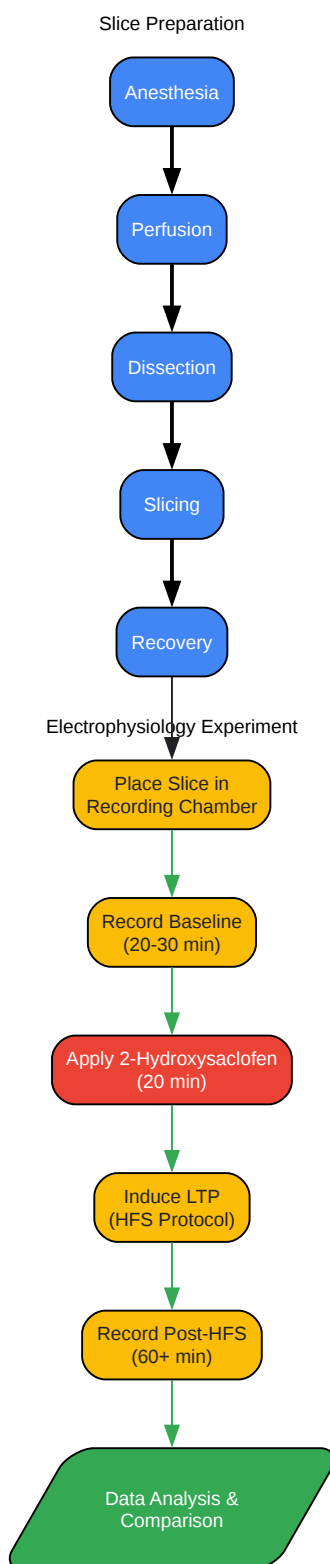 Slice Preparation
Anesthesia
Perfusion
Dissection
Slicing
Recovery
Electrophysiology Experiment
Place Slice in
Recording Chamber
Record Baseline
(20-30 min)
Apply 2-Hydroxysaclofen
(20 min)
Induce LTP
(HFS Protocol)
Record Post-HFS
(60+ min)
Data Analysis &
Comparison